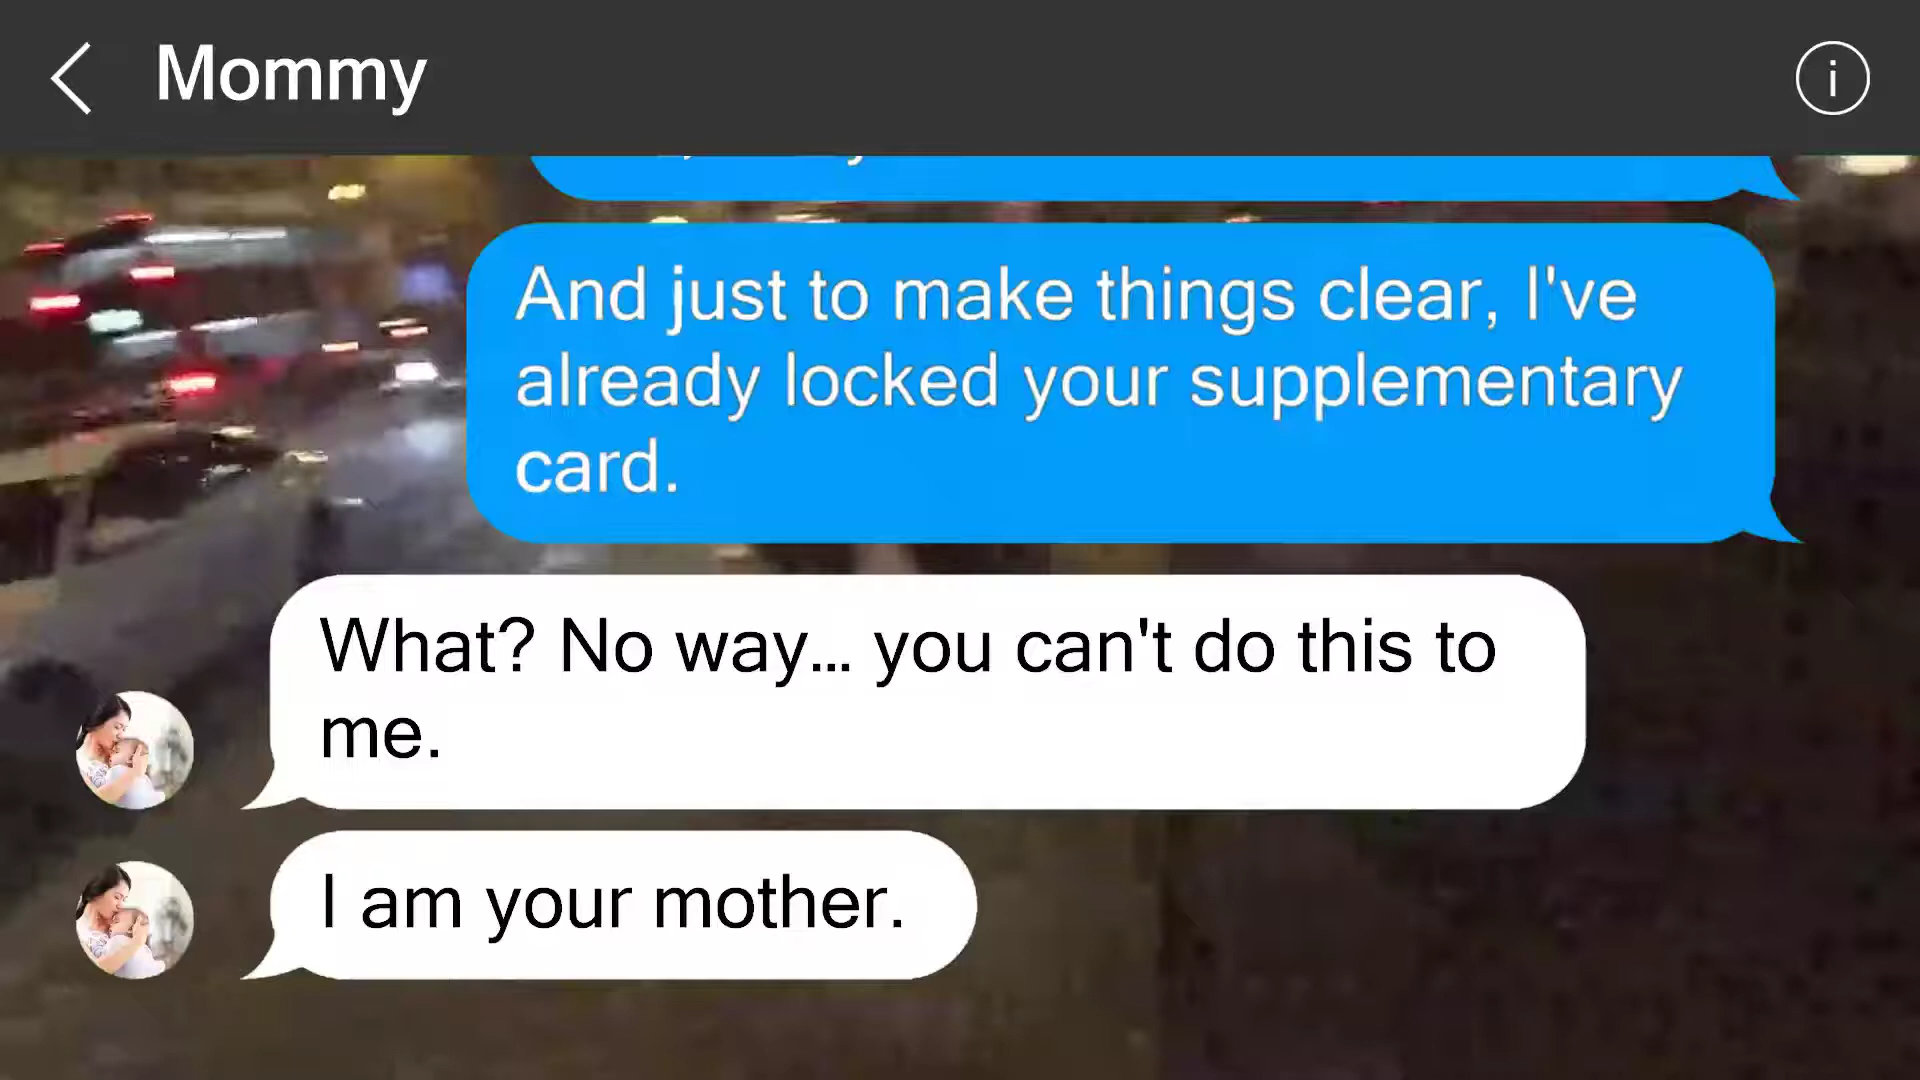 Mommy
And just to make things clear, I've
already locked your supplementary
card.
What? No way... you can't do this to
me.
I am your mother.